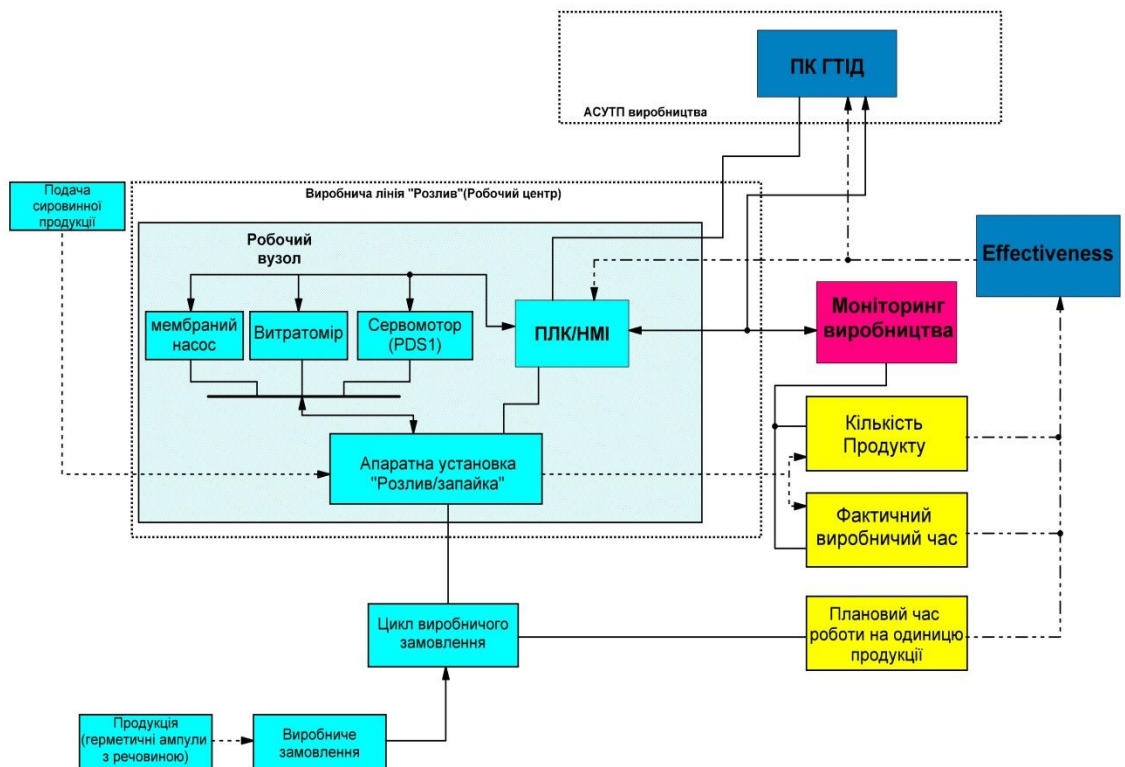 ПК ГТІД
АСУТП виробництва
Подача
сировинної
продукції
Виробнича лінія "Розлив"(Робочий центр)
Робочий
вузол
мембраний
насос
Витратомір
Сервомотор
(PDS1)
ПЛК/HMI
Effectiveness
Моніторинг
виробництва
Кількість
Продукту
Апаратна установка
"Розлив/запайка"
Фактичний
виробничий час
Цикл виробничого
замовлення
Плановий час
роботи на одиницю
продукції
Продукція
(герметичні ампули
з речовиною)
Виробниче
замовлення